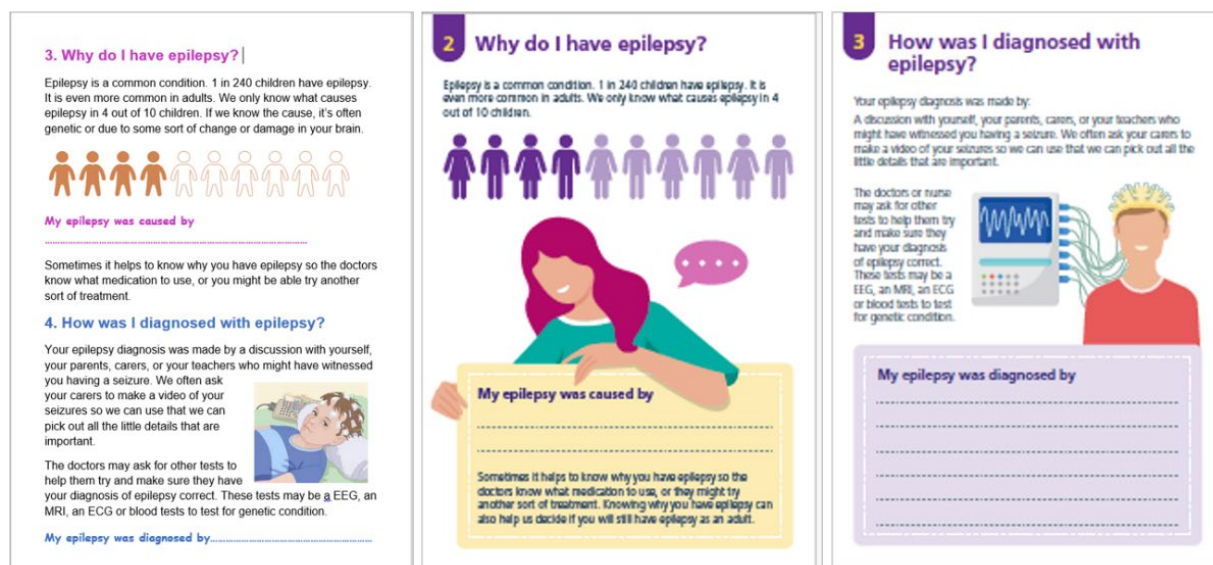 3. Why do I have epilepsy?
Epilepsy is a common condition. 1 in 240 children have epilepsy.
It is even more common in adults. We only know what causes
epilepsy in 4 out of 10 children. If we know the cause, it's often
genetic or due to some sort of change or damage in your brain.
My epilepsy was caused by
Sometimes it helps to know why you have epilepsy so the doctors
know what medication to use, or you might be able try another
sort of treatment.
4. How was I diagnosed with epilepsy?
Your epilepsy diagnosis was made by a discussion with yourself,
your parents, carers, or your teachers who might have witnessed
you having a seizure. We often ask
your carers to make a video of your
seizures so we can use that we can
pick out all the little details that are
important.
The doctors may ask for other tests to
help them try and make sure they have
your diagnosis of epilepsy correct. These tests may be a EEG, an
MRI, an ECG or blood tests to test for genetic condition.
My epilepsy was diagnosed by
2 Why do I have epilepsy?
Epilepsy is a common condition. 1 in 240 children have epilepsy. It is
even more common in adults. We only know what causes epilepsy in 4
out of 10 children.
My epilepsy was caused by
Sometimes it helps to know why you have epilepsy so the
doctors know what medication to use, or they might try
another sort of treatment. Knowing why you have epilepsy can
also help us decide if you will still have epilepsy as an adult.
3 How was I diagnosed with
epilepsy?
Your epilepsy diagnosis was made by:
A discussion with yourself, your parents, carers, or your teachers who
might have witnessed you having a seizure. We often ask your carers to
make a video of your seizures so we can use that we can pick out all the
little details that are important.
The doctors or nurse
may ask for other
tests to help them try
and make sure they
have your diagnosis
of epilepsy correct.
These tests may be a
EEG, an MRI, an ECG
or blood tests to test
for genetic condition.
My epilepsy was diagnosed by